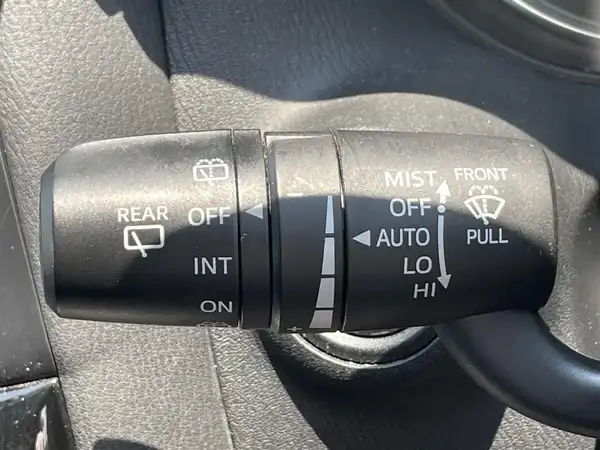 REAR
OFF
INT
ON
MIST
OFF
AUTO
LO
HI
FRONT
PULL